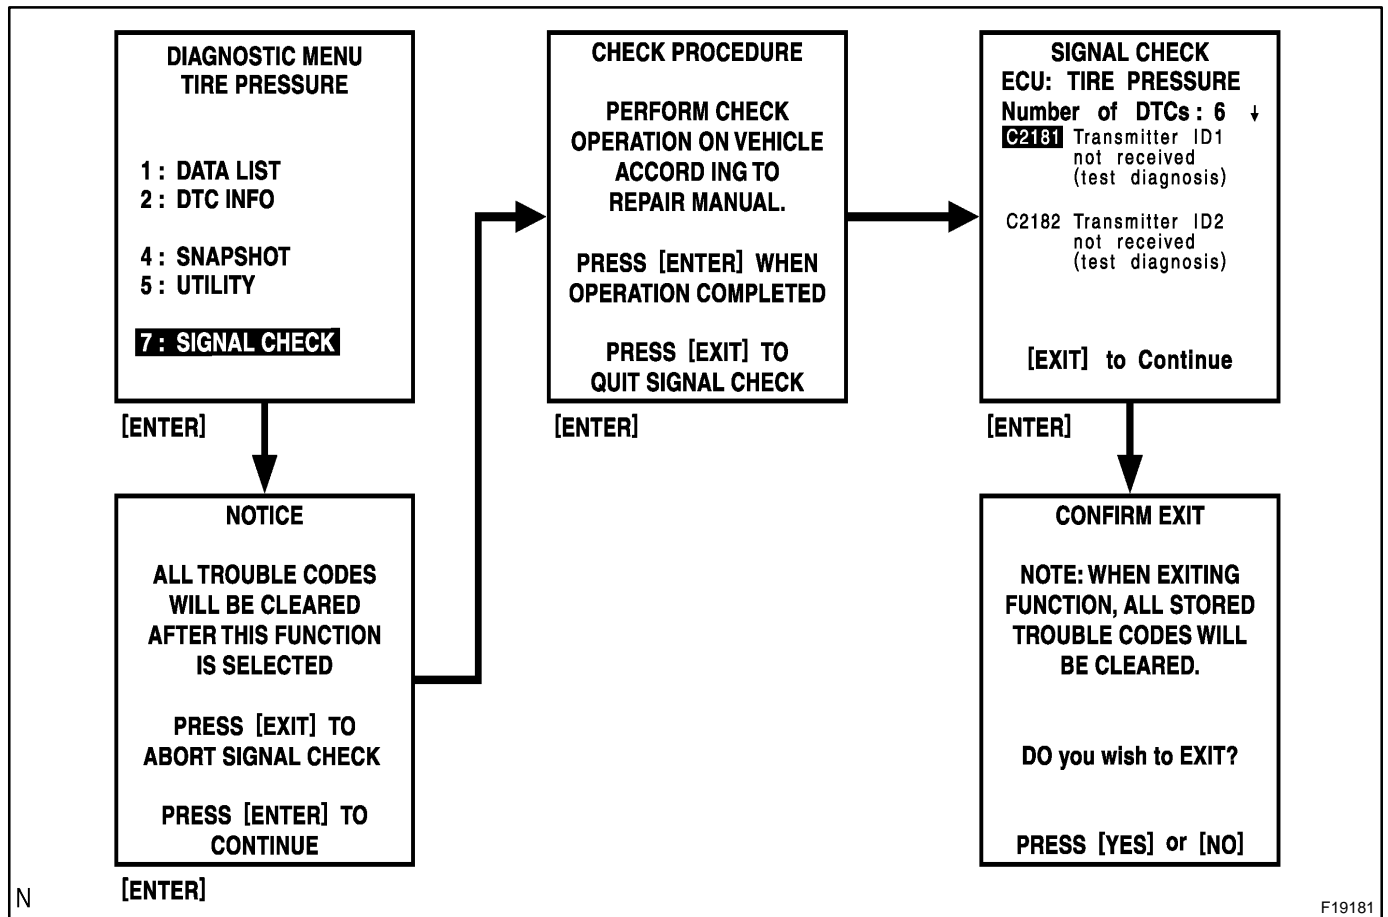 DIAGNOSTIC MENU
TIRE PRESSURE
1 : DATA LIST
2 : DTC INFO
4 : SNAPSHOT
5 : UTILITY
7 : SIGNAL CHECK
[ENTER]
NOTICE
ALL TROUBLE CODES
WILL BE CLEARED
AFTER THIS FUNCTION
IS SELECTED
PRESS [EXIT] TO
ABORT SIGNAL CHECK
PRESS [ENTER] TO
CONTINUE
[ENTER]
CHECK PROCEDURE
PERFORM CHECK
OPERATION ON VEHICLE
ACCORD ING TO
REPAIR MANUAL.
PRESS [ENTER] WHEN
OPERATION COMPLETED
PRESS [EXIT] TO
QUIT SIGNAL CHECK
[ENTER]
SIGNAL CHECK
ECU: TIRE PRESSURE
Number of DTCs : 6 ↓
C2181 Transmitter ID1
not received
(test diagnosis)
C2182 Transmitter ID2
not received
(test diagnosis)
[EXIT] to Continue
[ENTER]
CONFIRM EXIT
NOTE: WHEN EXITING
FUNCTION, ALL STORED
TROUBLE CODES WILL
BE CLEARED.
DO you wish to EXIT?
PRESS [YES] or [NO]
N
F19181